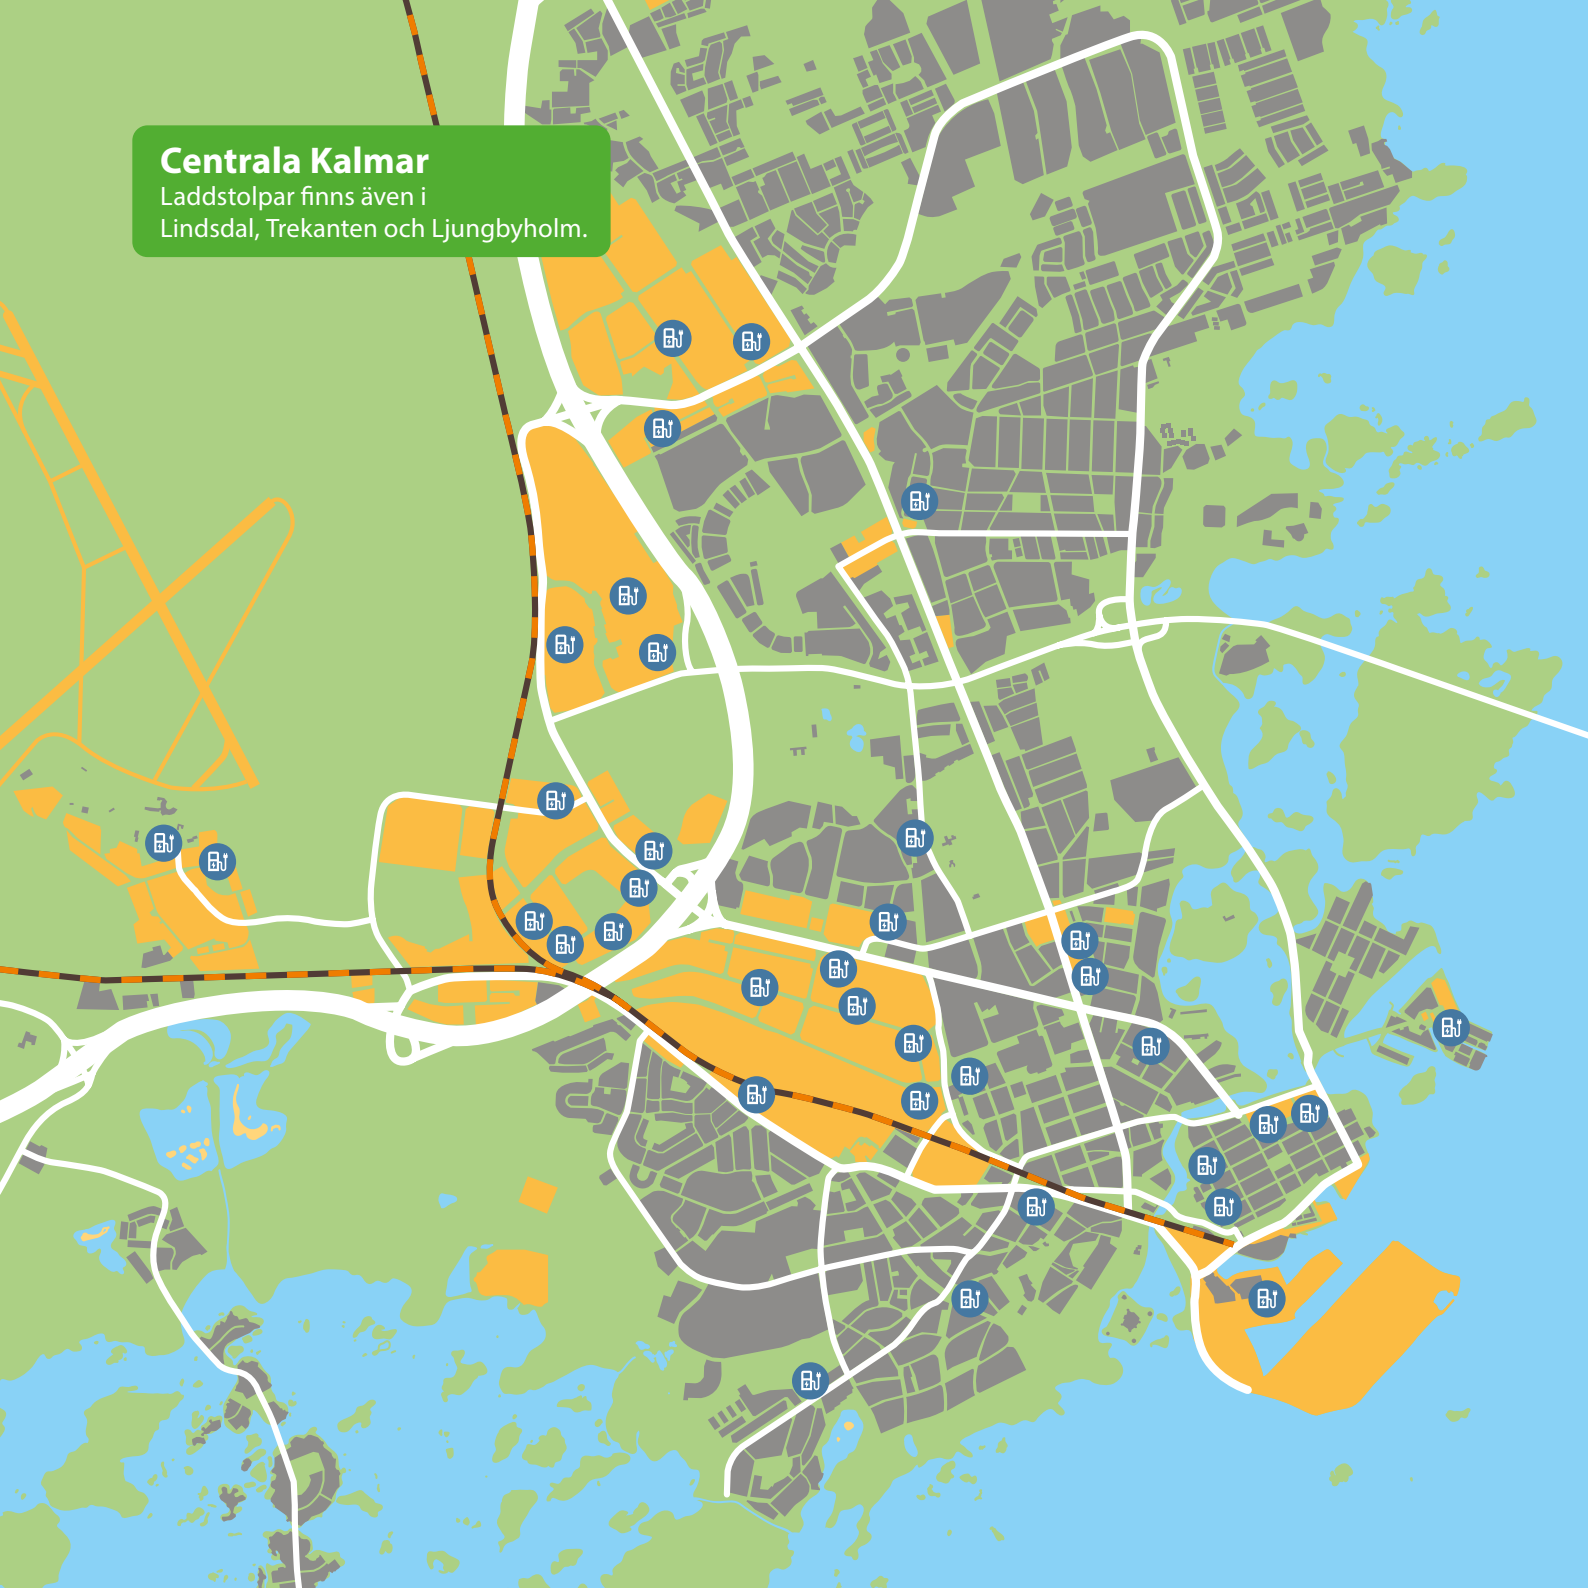 Centrala Kalmar
Laddstolpar finns även i
Lindsdal, Trekanten och Ljungbyholm.